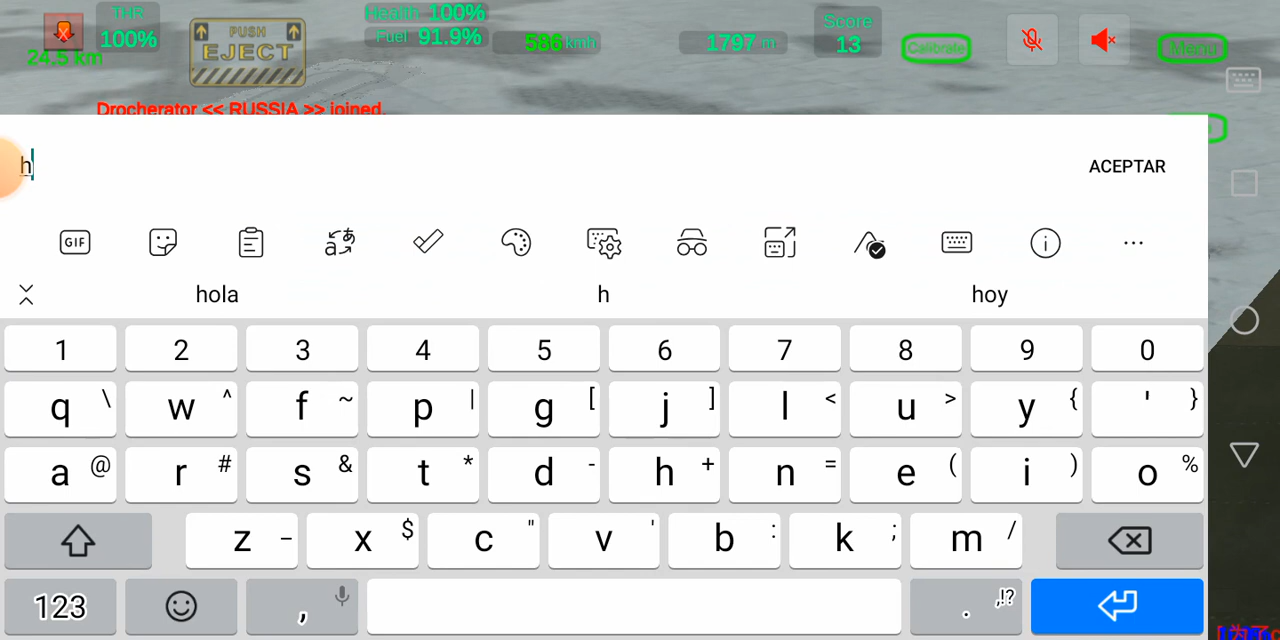 THR
100%
24.5 km
PUSH
EJECT
Health 100%
Fuel 91.9%
586 kmh
1797 m
Score
13
Calibrate
Menu
Drocherator << RUSSIA >> joined.
h
ACEPTAR
GIF
hola h hoy
1 2 3 4 5 6 7 8 9 0
q \ w ^ f ~ p | g [ j ] l < u > y { ' }
a @ r # s & t * d - h + n = e ( i ) o %
z – x $ c " v ' b : k ; m /
123 , . ,!?